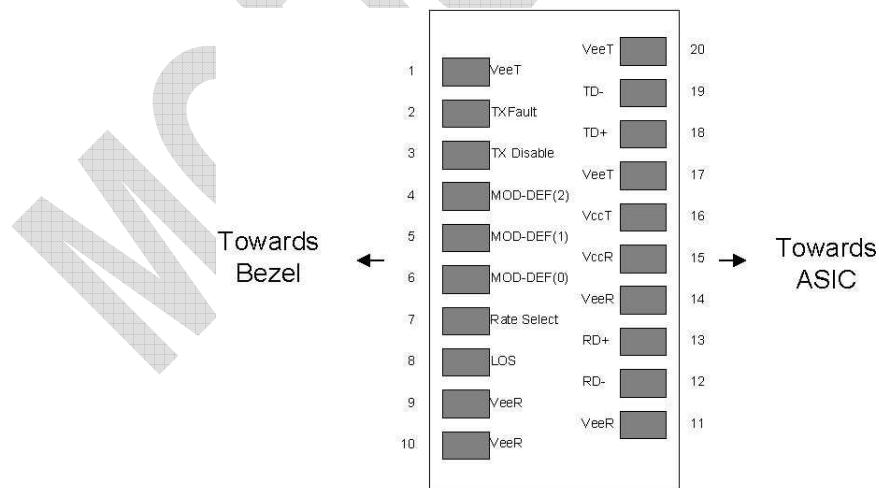 VeeT 20
1 VeeT
TD- 19
2 TXFault
TD+ 18
3 TX Disable
VeeT 17
4 MOD-DEF(2)
VccT 16
5 MOD-DEF(1)
Towards Bezel
VccR 15
Towards ASIC
6 MOD-DEF(0)
VeeR 14
7 Rate Select
RD+ 13
8 LOS
RD- 12
9 VeeR
VeeR 11
10 VeeR